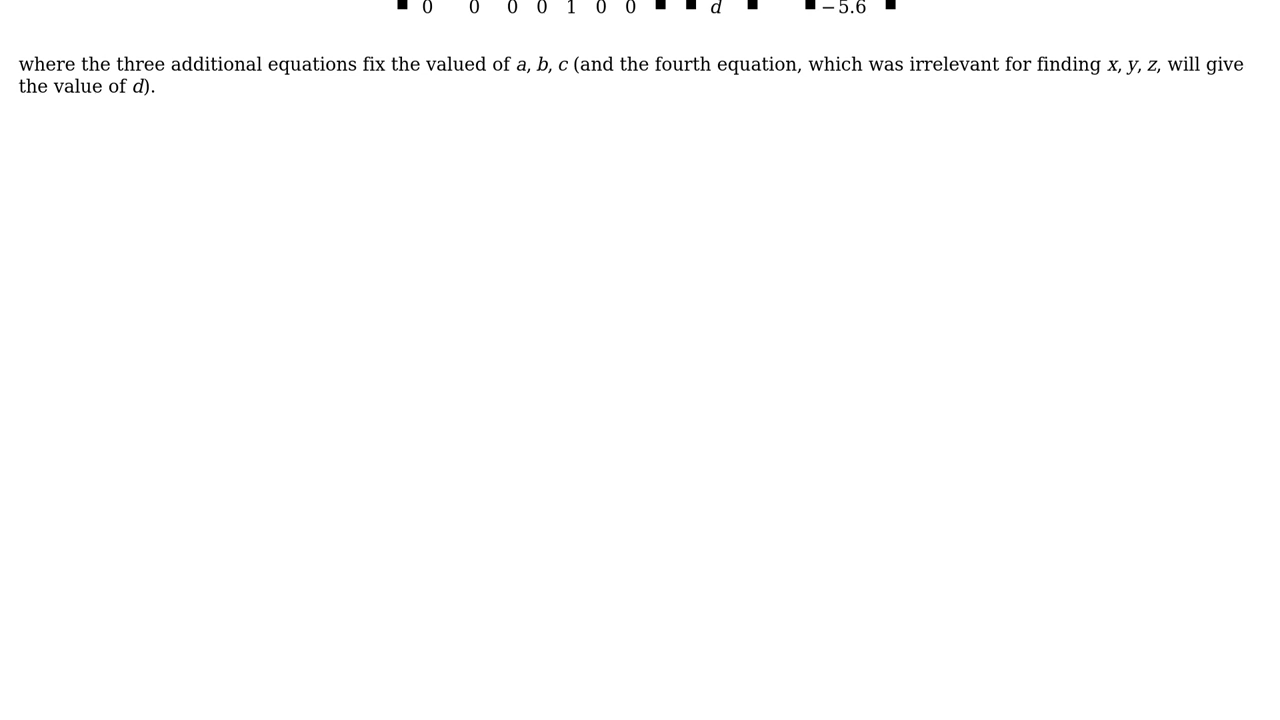 0 0 0 0 1 0 0 d −5.6
where the three additional equations fix the valued of a, b, c (and the fourth equation, which was irrelevant for finding x, y, z, will give
the value of d).